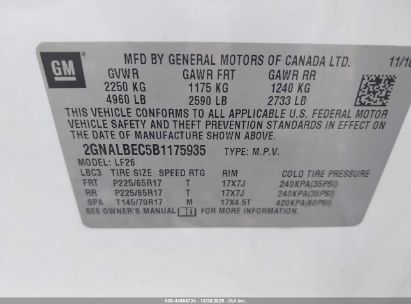 GM
MFD BY GENERAL MOTORS OF CANADA LTD. 11/10
GVWR GAWR FRT GAWR RR
2250 KG 1175 KG 1240 KG
4960 LB 2590 LB 2733 LB
THIS VEHICLE CONFORMS TO ALL APPLICABLE U.S. FEDERAL MOTOR
VEHICLE SAFETY AND THEFT PREVENTION STANDARDS IN EFFECT ON
THE DATE OF MANUFACTURE SHOWN ABOVE.
2GNALBEC5B1175935 TYPE: M.P.V.
MODEL: LF26
LBC3 TIRE SIZE SPEED RTG RIM COLD TIRE PRESSURE
FRT P225/65R17 T 17X7J 240KPA(35PSI)
RR P225/65R17 T 17X7J 240KPA(35PSI)
SPA T145/70R17 M 17X4.5T 420KPA(60PSI)
SEE OWNER'S MANUAL FOR MORE INFORMATION.